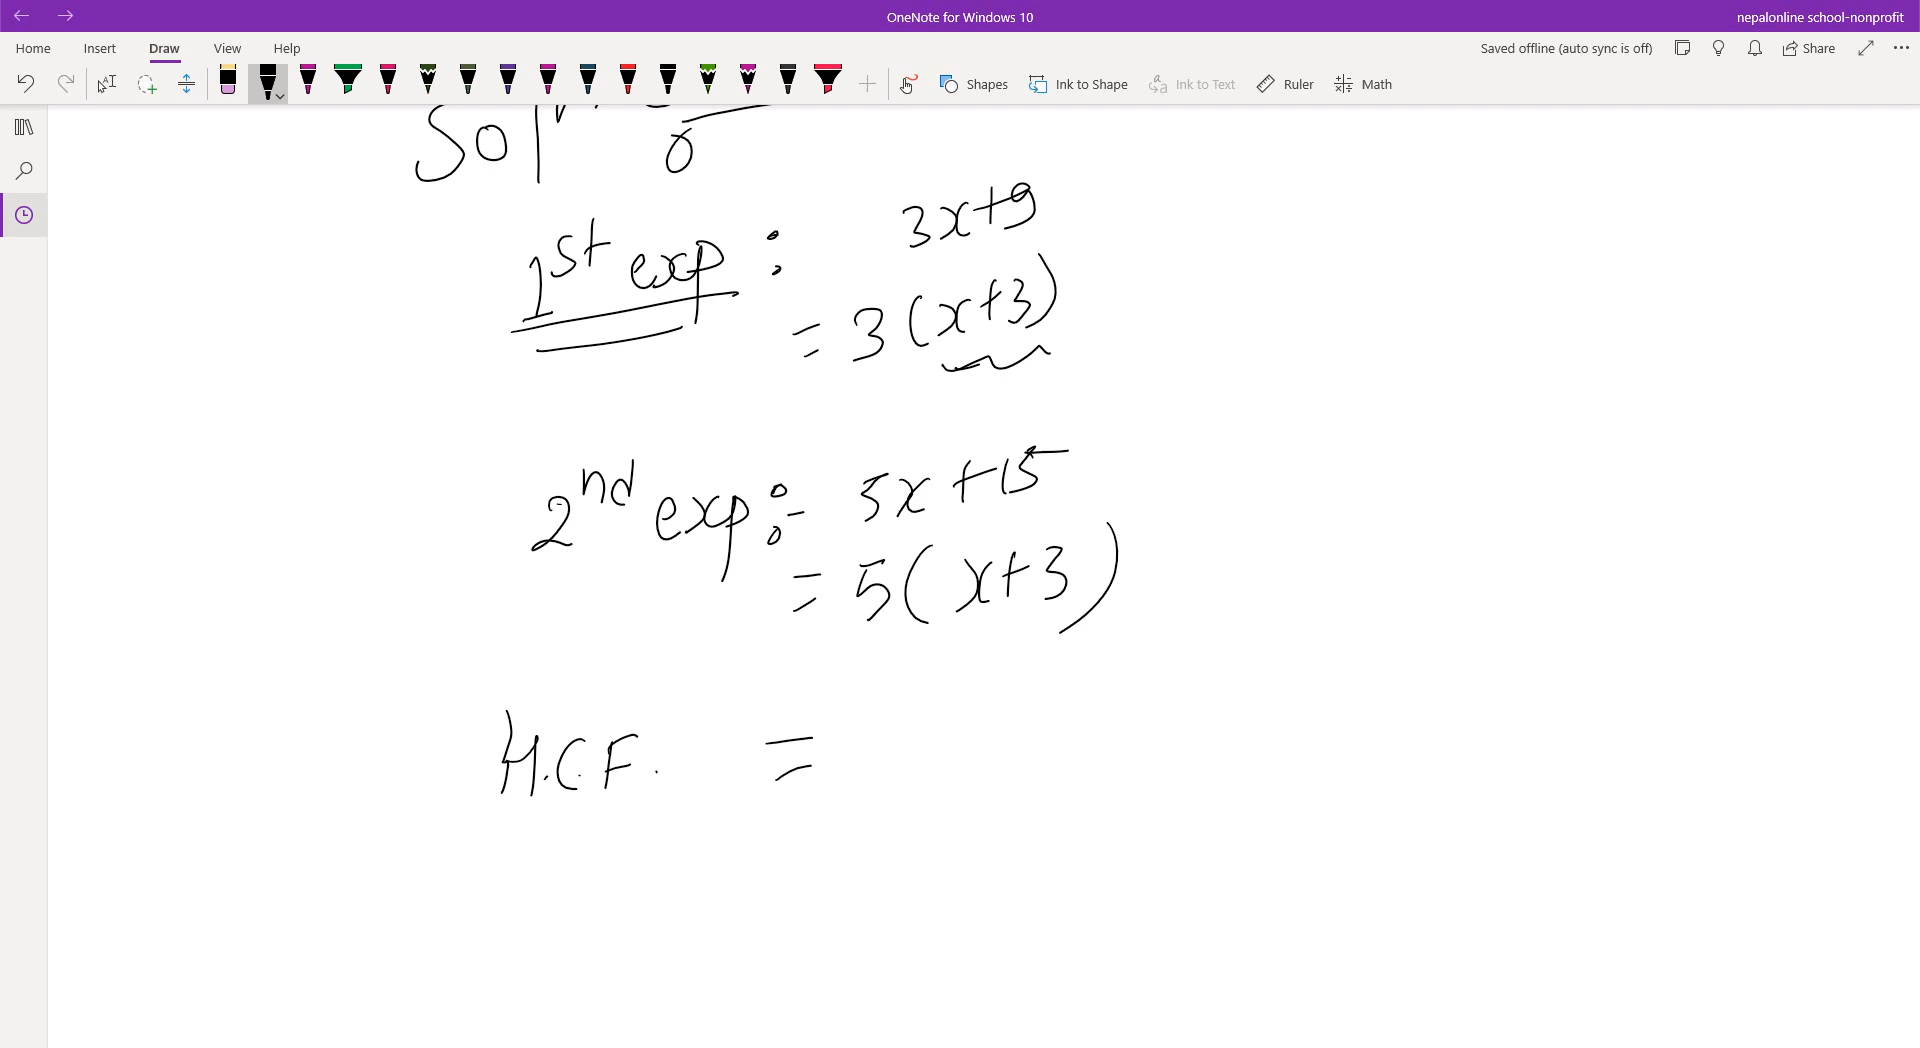 OneNote for Windows 10
nepalonline school-nonprofit
Home Insert Draw View Help
Saved offline (auto sync is off)
Share
Shapes
Ink to Shape
Ink to Text
Ruler
Math
Solⁿ
1st exp : 3x+9
= 3(x+3)
2nd exp:- 5x+15
= 5(x+3)
H.C.F. =